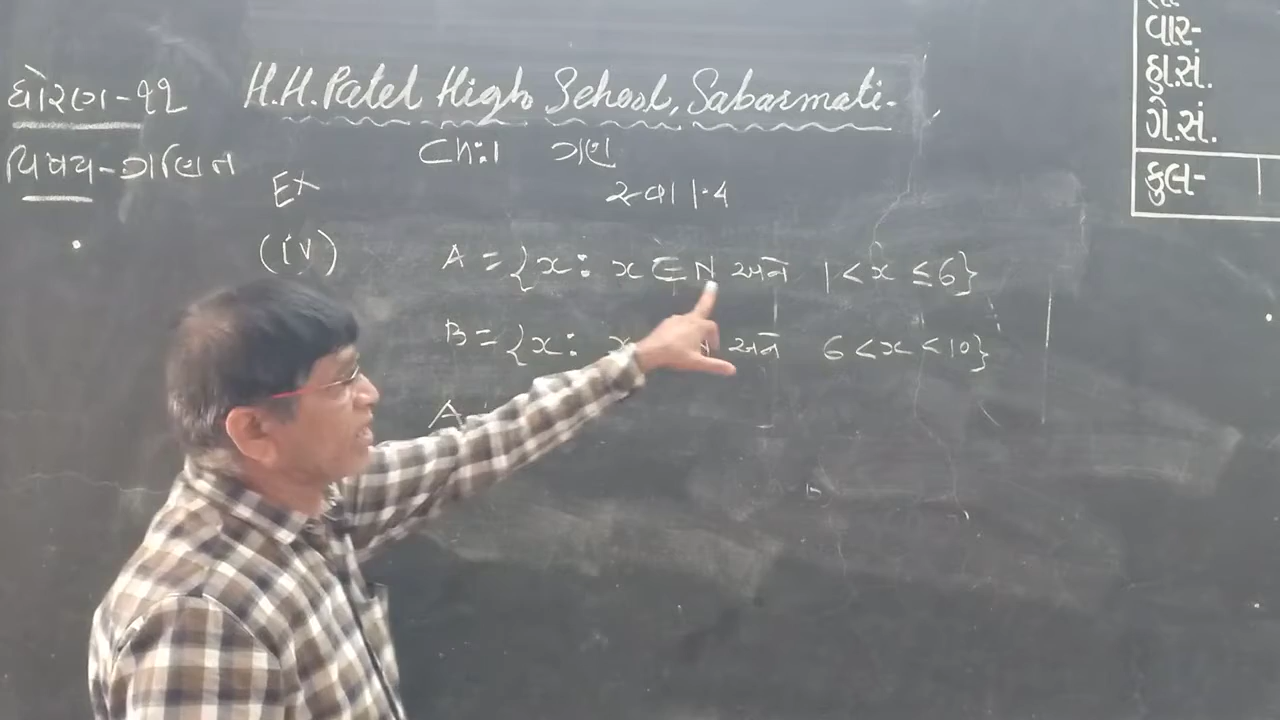 ધોરણ-૧૧
વિષય-ગણિત
H.H.Patel High School, Sabarmati.
Ch:1 ગણ
Ex સ્વા 1.4
(iv) A = {x: x ∈ N અને 1 < x ≤ 6}
B = {x: x અને 6 < x < 10}
A
વાર-
હા.સં.
ગે.સં.
કુલ-